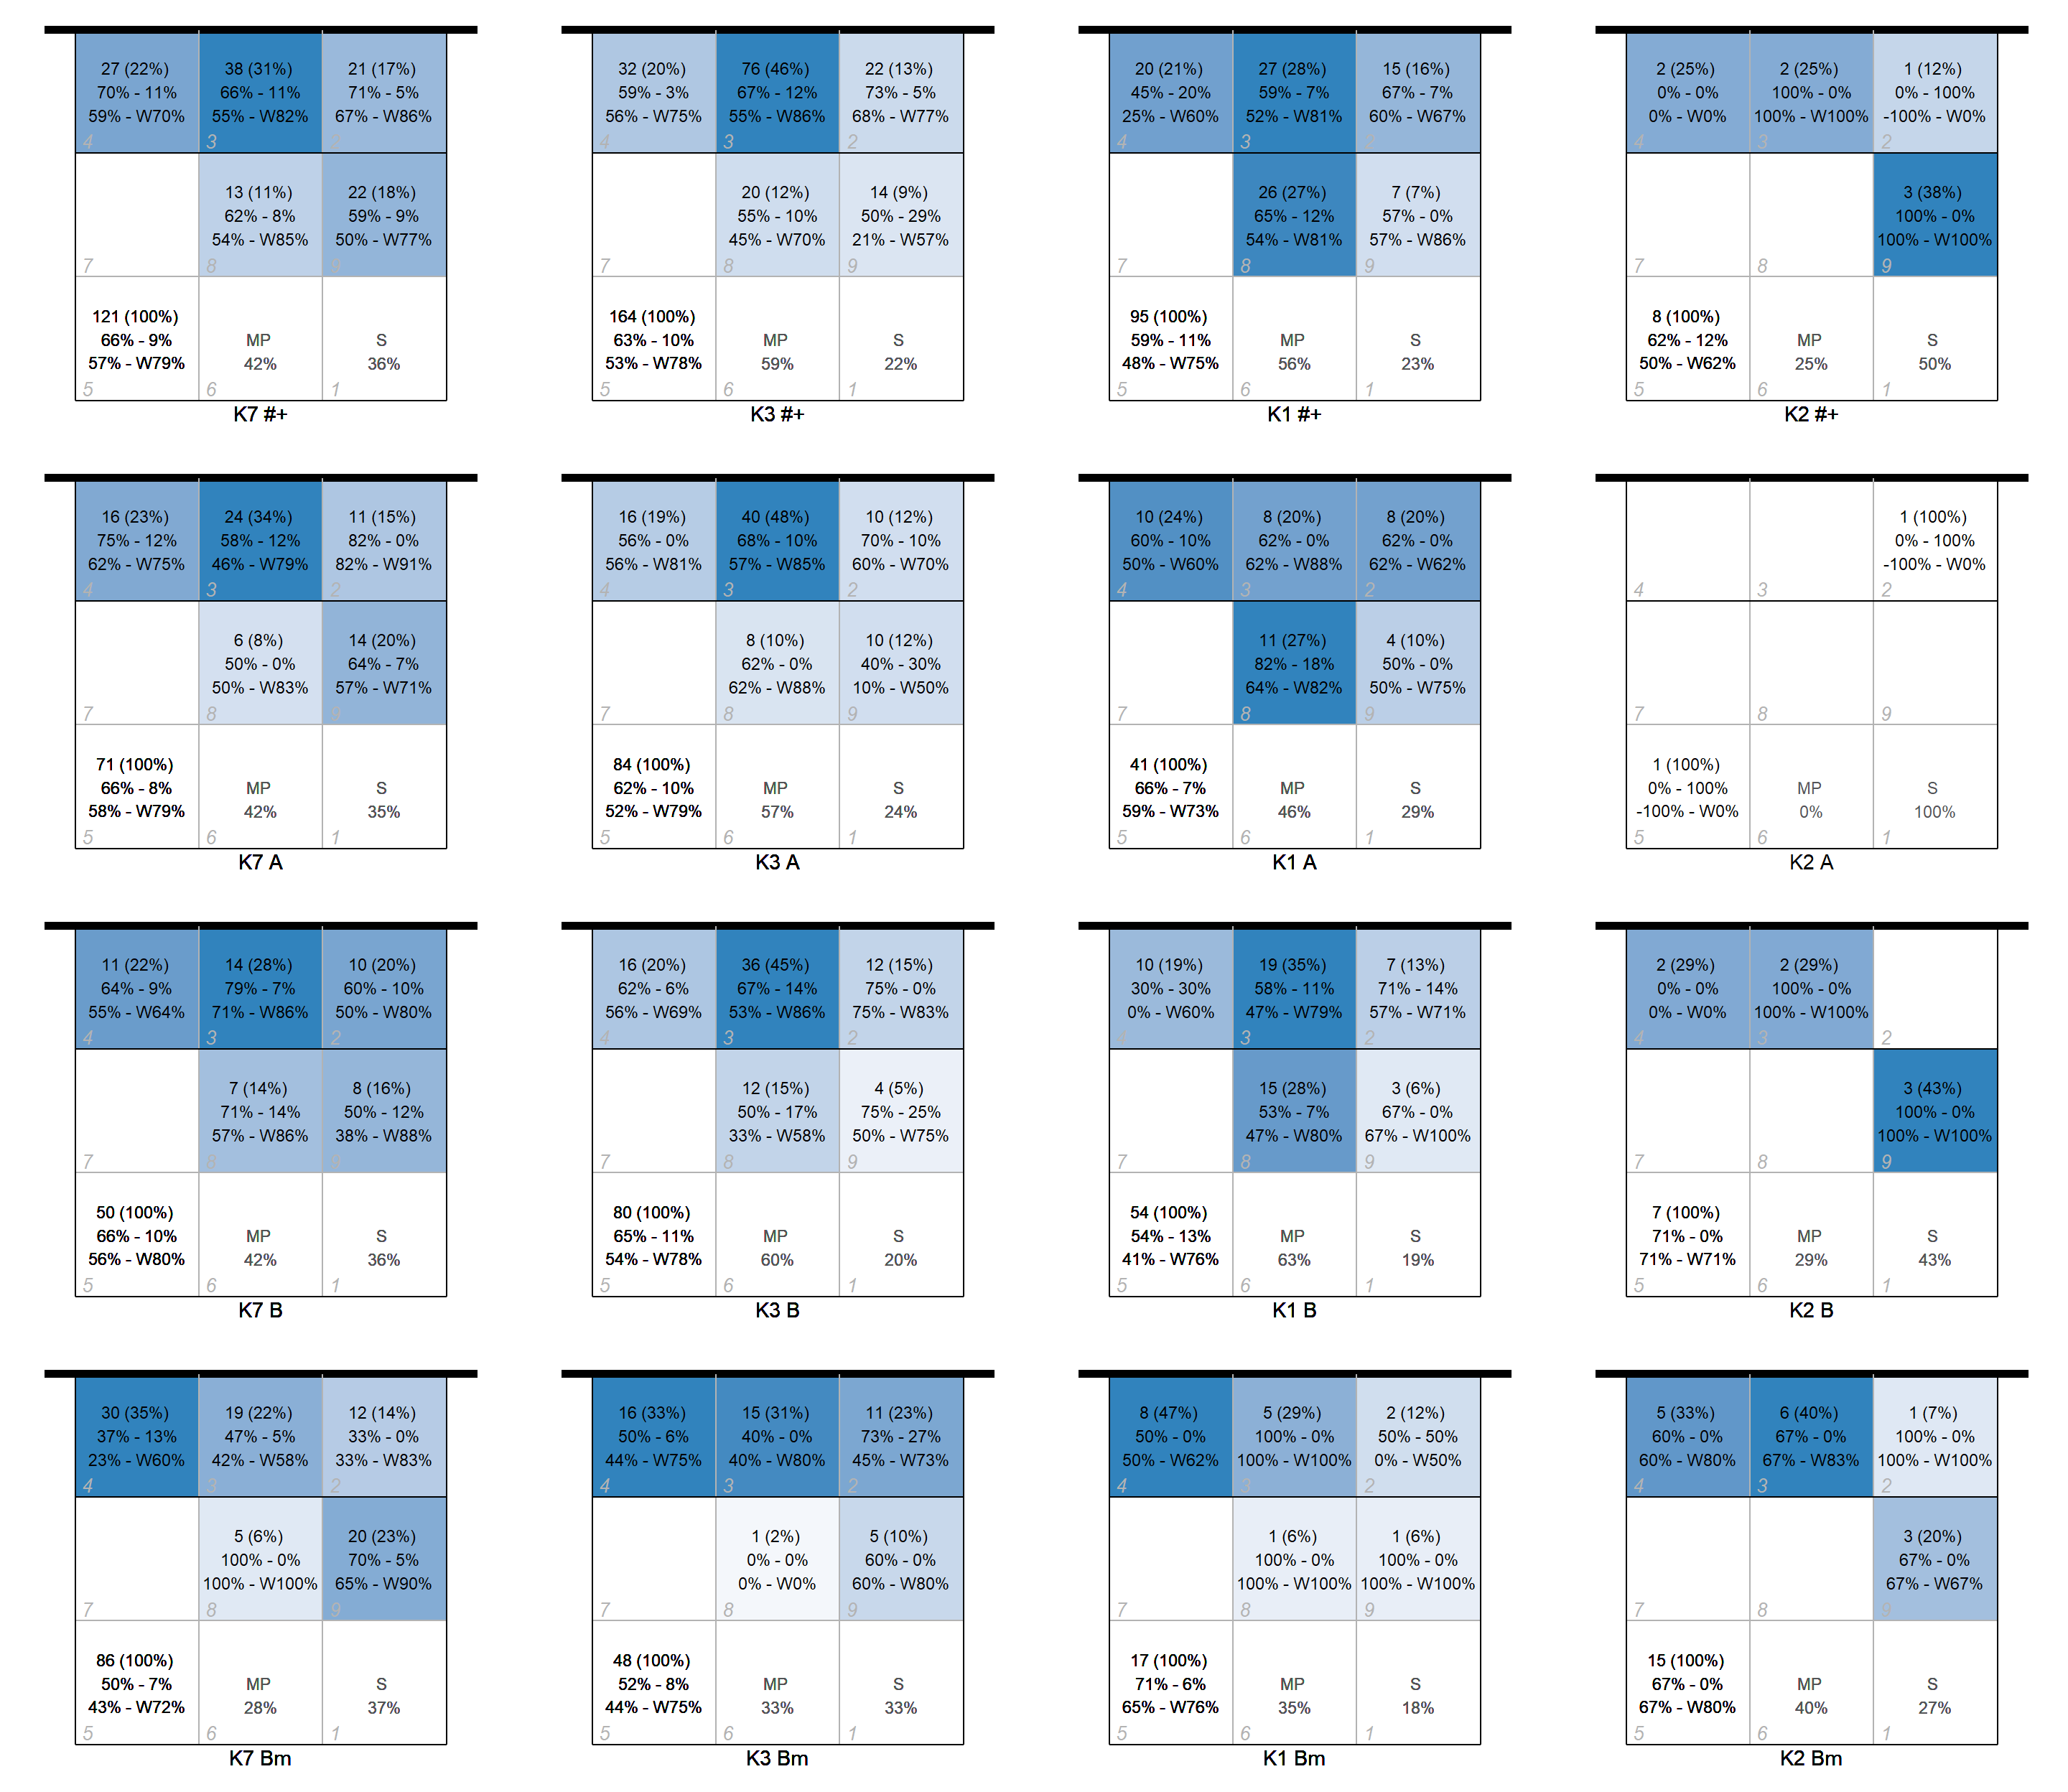 27 (22%)
70% - 11%
59% - W70%
4
38 (31%)
66% - 11%
55% - W82%
3
21 (17%)
71% - 5%
67% - W86%
2
7
13 (11%)
62% - 8%
54% - W85%
8
22 (18%)
59% - 9%
50% - W77%
9
121 (100%)
66% - 9%
57% - W79%
5
MP
42%
6
S
36%
1
K7 #+
32 (20%)
59% - 3%
56% - W75%
4
76 (46%)
67% - 12%
55% - W86%
3
22 (13%)
73% - 5%
68% - W77%
2
7
20 (12%)
55% - 10%
45% - W70%
8
14 (9%)
50% - 29%
21% - W57%
9
164 (100%)
63% - 10%
53% - W78%
5
MP
59%
6
S
22%
1
K3 #+
20 (21%)
45% - 20%
25% - W60%
4
27 (28%)
59% - 7%
52% - W81%
3
15 (16%)
67% - 7%
60% - W67%
2
7
26 (27%)
65% - 12%
54% - W81%
8
7 (7%)
57% - 0%
57% - W86%
9
95 (100%)
59% - 11%
48% - W75%
5
MP
56%
6
S
23%
1
K1 #+
2 (25%)
0% - 0%
0% - W0%
4
2 (25%)
100% - 0%
100% - W100%
3
1 (12%)
0% - 100%
-100% - W0%
2
7
8
3 (38%)
100% - 0%
100% - W100%
9
8 (100%)
62% - 12%
50% - W62%
5
MP
25%
6
S
50%
1
K2 #+
16 (23%)
75% - 12%
62% - W75%
4
24 (34%)
58% - 12%
46% - W79%
3
11 (15%)
82% - 0%
82% - W91%
2
7
6 (8%)
50% - 0%
50% - W83%
8
14 (20%)
64% - 7%
57% - W71%
9
71 (100%)
66% - 8%
58% - W79%
5
MP
42%
6
S
35%
1
K7 A
16 (19%)
56% - 0%
56% - W81%
4
40 (48%)
68% - 10%
57% - W85%
3
10 (12%)
70% - 10%
60% - W70%
2
7
8 (10%)
62% - 0%
62% - W88%
8
10 (12%)
40% - 30%
10% - W50%
9
84 (100%)
62% - 10%
52% - W79%
5
MP
57%
6
S
24%
1
K3 A
10 (24%)
60% - 10%
50% - W60%
4
8 (20%)
62% - 0%
62% - W88%
3
8 (20%)
62% - 0%
62% - W62%
2
7
11 (27%)
82% - 18%
64% - W82%
8
4 (10%)
50% - 0%
50% - W75%
9
41 (100%)
66% - 7%
59% - W73%
5
MP
46%
6
S
29%
1
K1 A
4
3
1 (100%)
0% - 100%
-100% - W0%
2
7
8
9
1 (100%)
0% - 100%
-100% - W0%
5
MP
0%
6
S
100%
1
K2 A
11 (22%)
64% - 9%
55% - W64%
4
14 (28%)
79% - 7%
71% - W86%
3
10 (20%)
60% - 10%
50% - W80%
2
7
7 (14%)
71% - 14%
57% - W86%
8
8 (16%)
50% - 12%
38% - W88%
9
50 (100%)
66% - 10%
56% - W80%
5
MP
42%
6
S
36%
1
K7 B
16 (20%)
62% - 6%
56% - W69%
4
36 (45%)
67% - 14%
53% - W86%
3
12 (15%)
75% - 0%
75% - W83%
2
7
12 (15%)
50% - 17%
33% - W58%
8
4 (5%)
75% - 25%
50% - W75%
9
80 (100%)
65% - 11%
54% - W78%
5
MP
60%
6
S
20%
1
K3 B
10 (19%)
30% - 30%
0% - W60%
4
19 (35%)
58% - 11%
47% - W79%
3
7 (13%)
71% - 14%
57% - W71%
2
7
15 (28%)
53% - 7%
47% - W80%
8
3 (6%)
67% - 0%
67% - W100%
9
54 (100%)
54% - 13%
41% - W76%
5
MP
63%
6
S
19%
1
K1 B
2 (29%)
0% - 0%
0% - W0%
4
2 (29%)
100% - 0%
100% - W100%
3
2
7
8
3 (43%)
100% - 0%
100% - W100%
9
7 (100%)
71% - 0%
71% - W71%
5
MP
29%
6
S
43%
1
K2 B
30 (35%)
37% - 13%
23% - W60%
4
19 (22%)
47% - 5%
42% - W58%
3
12 (14%)
33% - 0%
33% - W83%
2
7
5 (6%)
100% - 0%
100% - W100%
8
20 (23%)
70% - 5%
65% - W90%
9
86 (100%)
50% - 7%
43% - W72%
5
MP
28%
6
S
37%
1
K7 Bm
16 (33%)
50% - 6%
44% - W75%
4
15 (31%)
40% - 0%
40% - W80%
3
11 (23%)
73% - 27%
45% - W73%
2
7
1 (2%)
0% - 0%
0% - W0%
8
5 (10%)
60% - 0%
60% - W80%
9
48 (100%)
52% - 8%
44% - W75%
5
MP
33%
6
S
33%
1
K3 Bm
8 (47%)
50% - 0%
50% - W62%
4
5 (29%)
100% - 0%
100% - W100%
3
2 (12%)
50% - 50%
0% - W50%
2
7
1 (6%)
100% - 0%
100% - W100%
8
1 (6%)
100% - 0%
100% - W100%
9
17 (100%)
71% - 6%
65% - W76%
5
MP
35%
6
S
18%
1
K1 Bm
5 (33%)
60% - 0%
60% - W80%
4
6 (40%)
67% - 0%
67% - W83%
3
1 (7%)
100% - 0%
100% - W100%
2
7
8
3 (20%)
67% - 0%
67% - W67%
9
15 (100%)
67% - 0%
67% - W80%
5
MP
40%
6
S
27%
1
K2 Bm